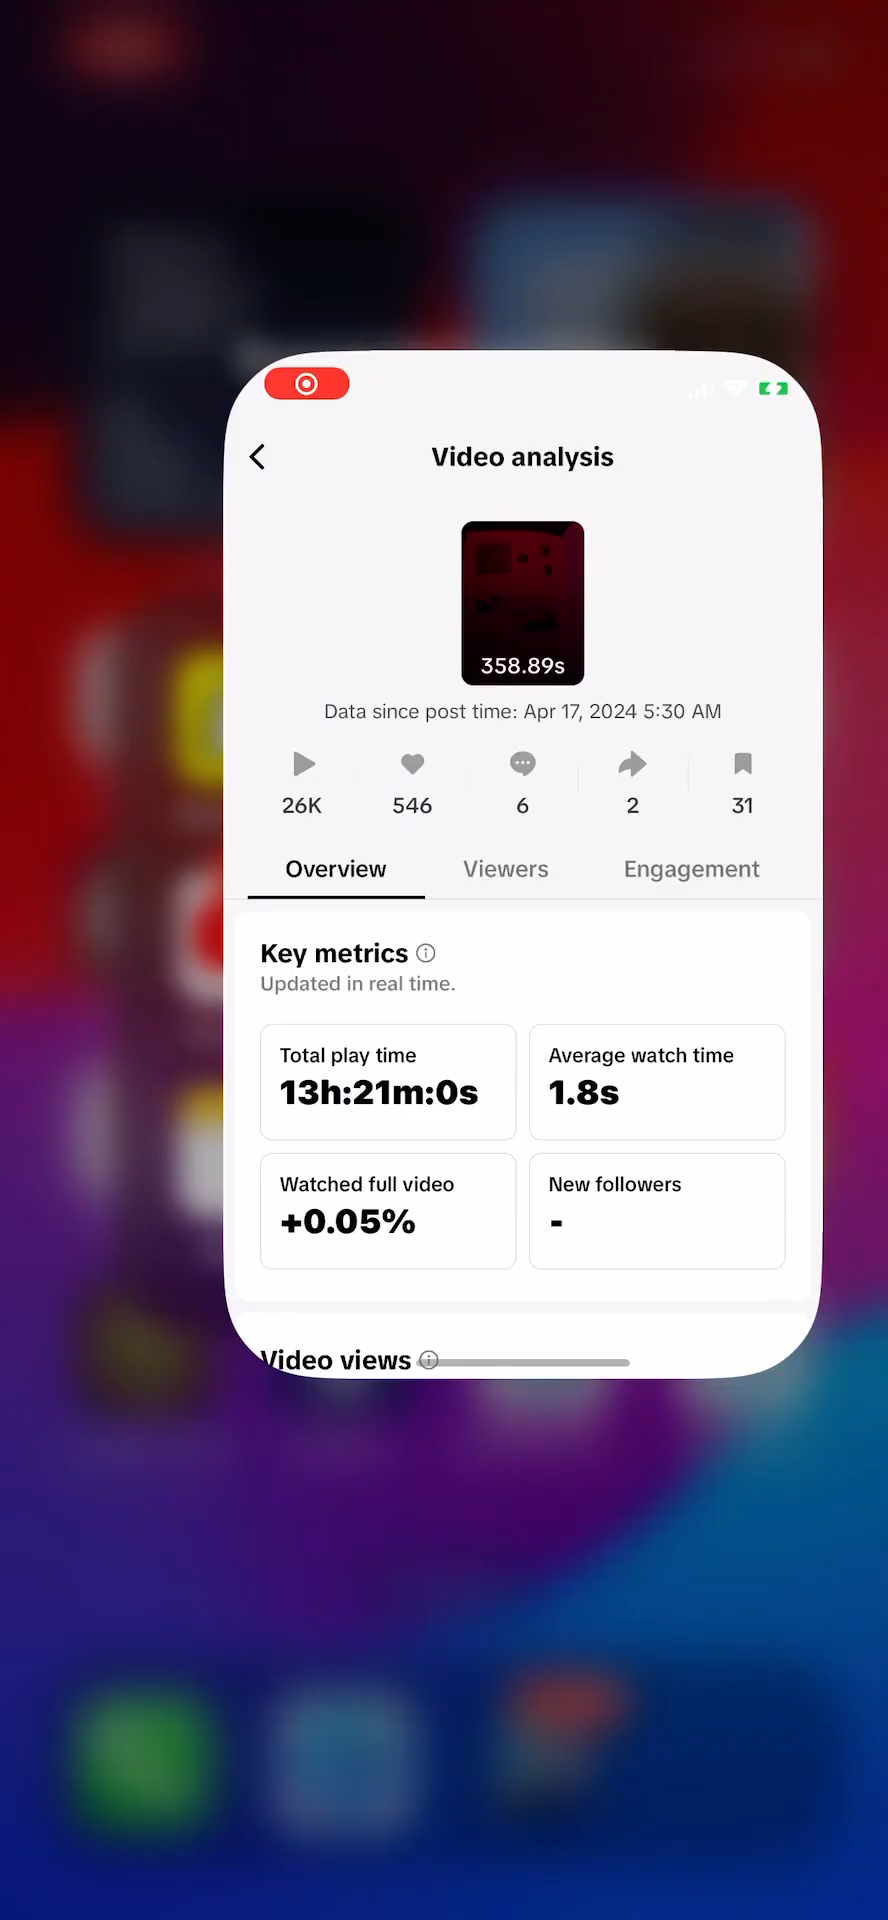 Video analysis
358.89s
Data since post time: Apr 17, 2024 5:30 AM
26K 546 6 2 31
Overview Viewers Engagement
Key metrics
Updated in real time.
Total play time Average watch time
13h:21m:0s 1.8s
Watched full video New followers
+0.05% -
Video views